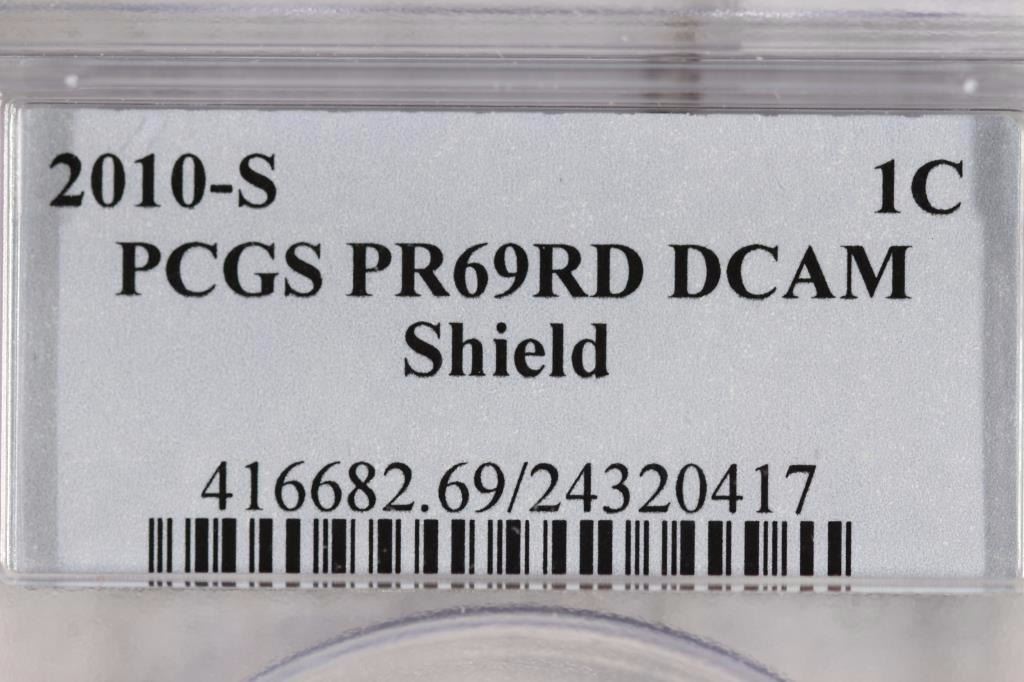 2010-S 1C
PCGS PR69RD DCAM
Shield
416682.69/24320417